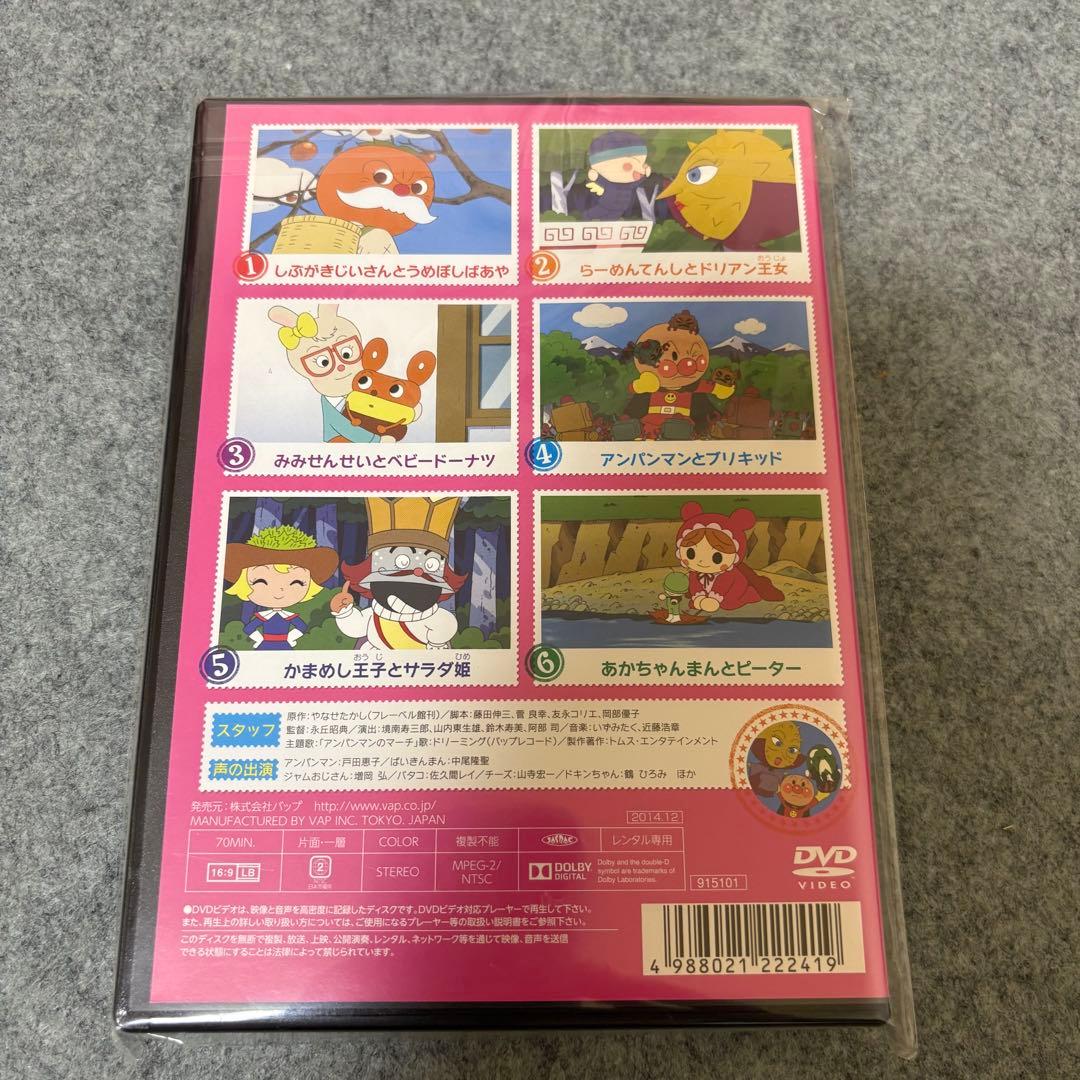 1 しぶがきじいさんとうめぼしばあや
2 らーめんてんしとドリアン王女
おうじょ
3 みみせんせいとベビードーナツ
4 アンパンマンとブリキッド
5 かまめし王子とサラダ姫
おうじ ひめ
6 あかちゃんまんとピーター
スタッフ
原作：やなせたかし(フレーベル館刊)／脚本：藤田伸三、菅 良幸、友永コリエ、岡部優子
監督：永丘昭典／演出：境南寿三郎、山内東生雄、鈴木寿美、阿部 司／音楽：いずみたく、近藤浩章
主題歌：「アンパンマンのマーチ」歌：ドリーミング(バップレコード)／製作著作：トムス・エンタテインメント
声の出演
アンパンマン：戸田恵子／ばいきんまん：中尾隆聖
ジャムおじさん：増岡 弘／バタコ：佐久間レイ／チーズ：山寺宏一／ドキンちゃん：鶴 ひろみ ほか
発売元：株式会社バップ http://www.vap.co.jp/
MANUFACTURED BY VAP INC. TOKYO. JAPAN
2014.12
70MIN. 片面・一層 COLOR 複製不能 レンタル専用
16:9 LB 2 NTSC 日本市場向 STEREO MPEG-2/NTSC DOLBY DIGITAL
Dolby and the double-D
symbol are trademarks of
Dolby Laboratories.
915101
DVD
VIDEO
●DVDビデオは、映像と音声を高密度に記録したディスクです。DVDビデオ対応プレーヤーで再生して下さい。
また、再生上の詳しい取り扱い方については、ご使用になるプレーヤー等の取扱い説明書をご参照下さい。
このディスクを無断で複製、放送、上映、公開演奏、レンタル、ネットワーク等を通じて映像、音声を送信
できる状態にすることは法律によって禁じられています。
4 988021 222419